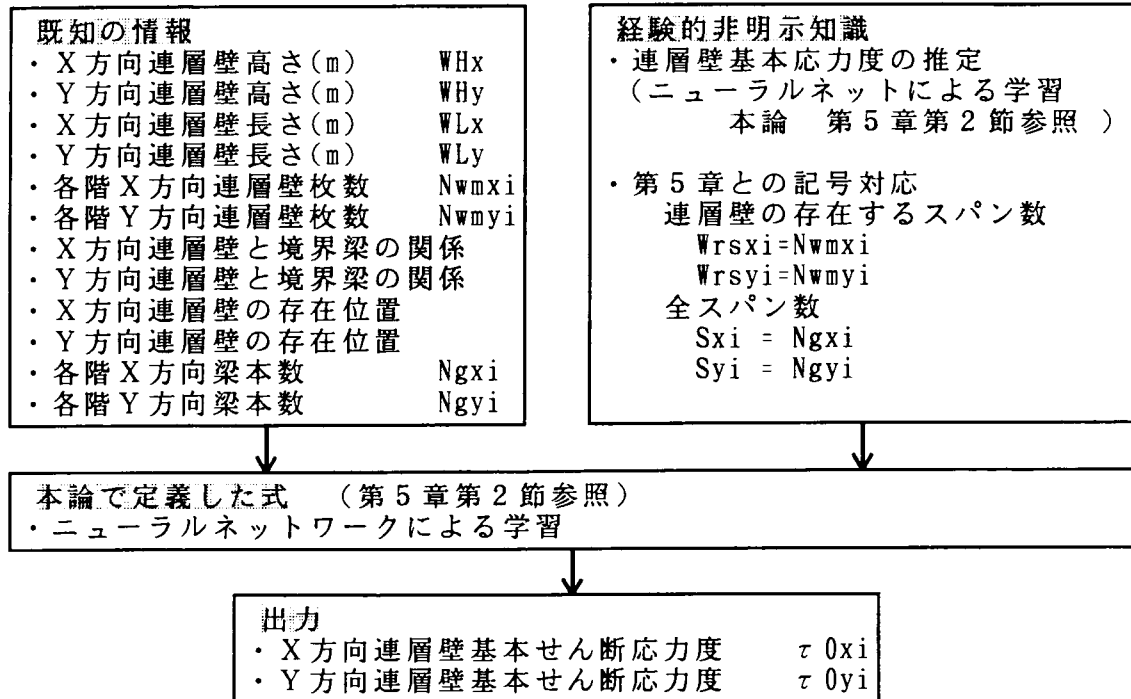 既知の情報
・X方向連層壁高さ(m) WHx
・Y方向連層壁高さ(m) WHy
・X方向連層壁長さ(m) WLx
・Y方向連層壁長さ(m) WLy
・各階X方向連層壁枚数 Nwmxi
・各階Y方向連層壁枚数 Nwmyi
・X方向連層壁と境界梁の関係
・Y方向連層壁と境界梁の関係
・X方向連層壁の存在位置
・Y方向連層壁の存在位置
・各階X方向梁本数 Ngxi
・各階Y方向梁本数 Ngyi
経験的非明示知識
・連層壁基本応力度の推定
(ニューラルネットによる学習
本論 第5章第2節参照 )
・第5章との記号対応
連層壁の存在するスパン数
Wrsxi=Nwmxi
Wrsyi=Nwmyi
全スパン数
Sxi = Ngxi
Syi = Ngyi
本論で定義した式 (第5章第2節参照)
・ニューラルネットワークによる学習
出力
・X方向連層壁基本せん断応力度 τ0xi
・Y方向連層壁基本せん断応力度 τ0yi